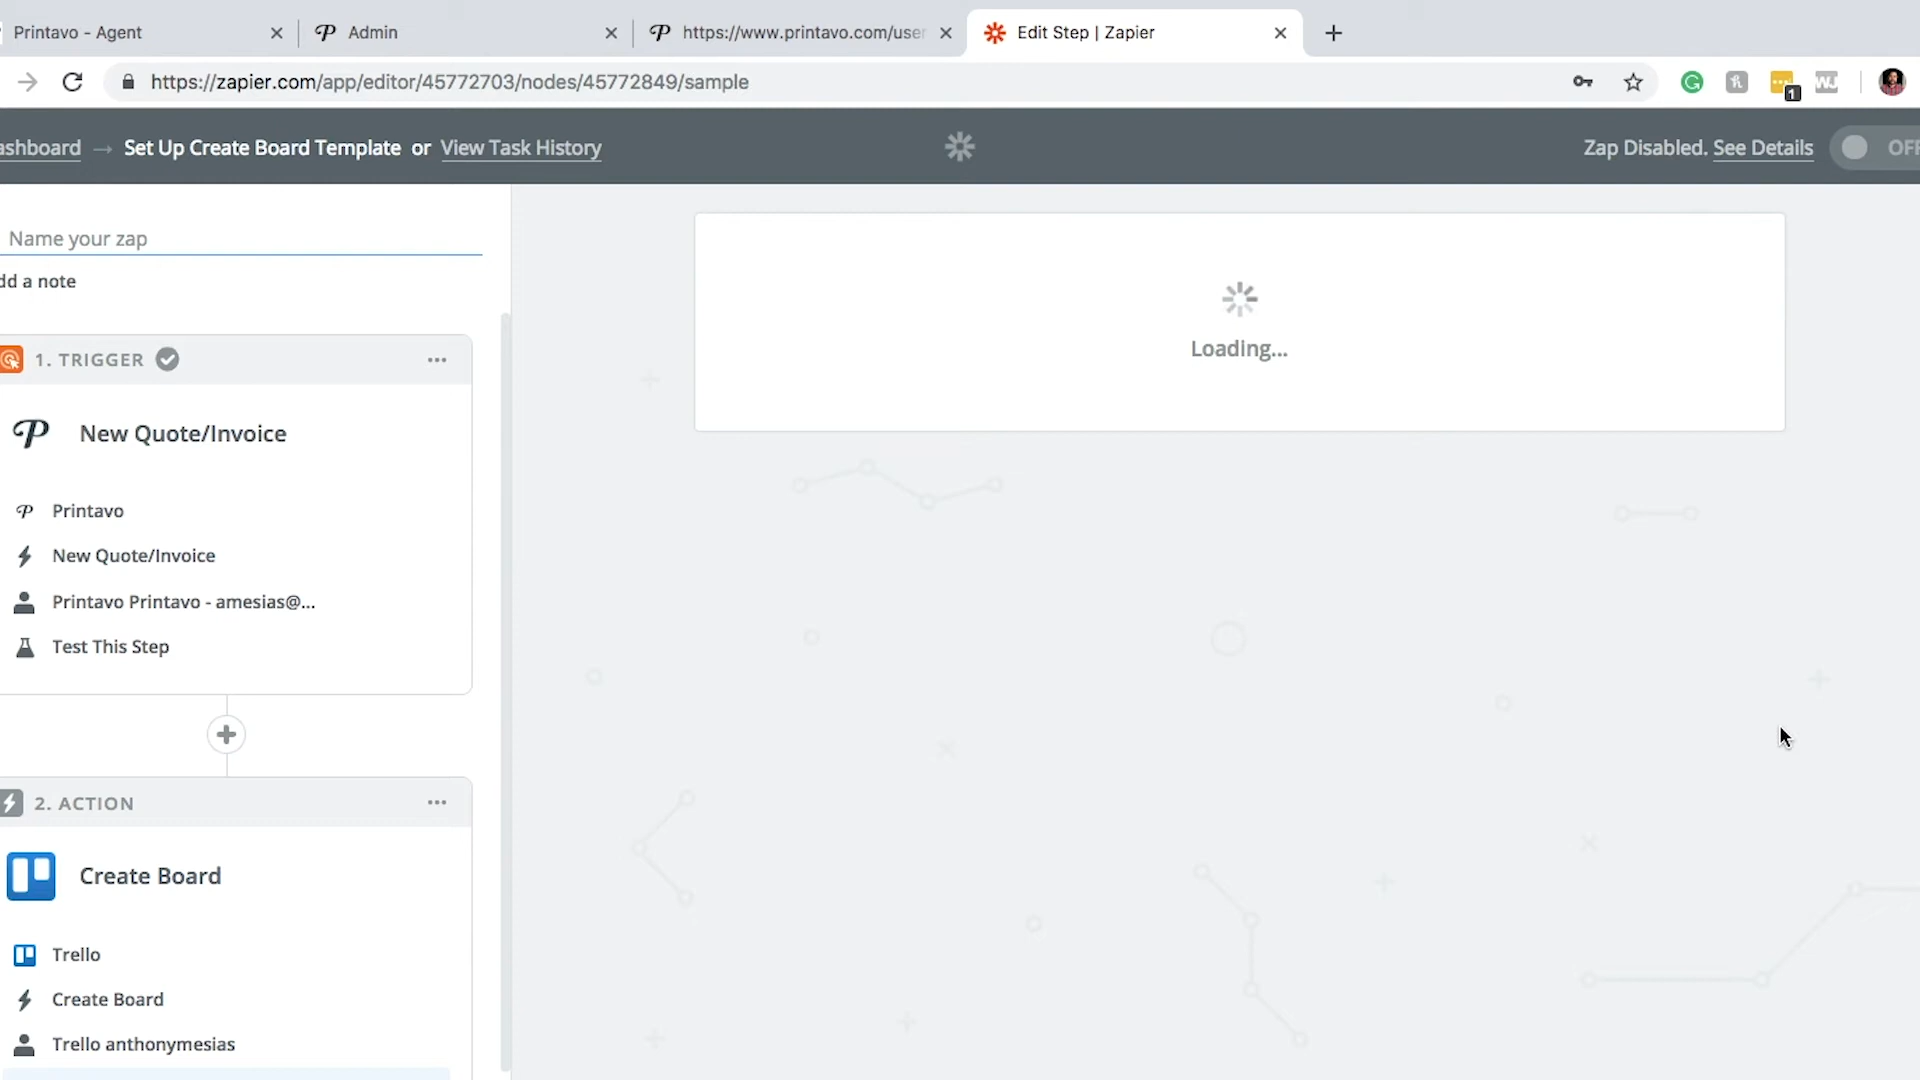 Printavo - Agent
Admin
https://www.printavo.com/user
Edit Step | Zapier
https://zapier.com/app/editor/45772703/nodes/45772849/sample
1
ashboard → Set Up Create Board Template or View Task History
Zap Disabled. See Details
OFF
Name your zap
dd a note
1. TRIGGER
New Quote/Invoice
Printavo
New Quote/Invoice
Printavo Printavo - amesias@...
Test This Step
2. ACTION
Create Board
Trello
Create Board
Trello anthonymesias
Loading...